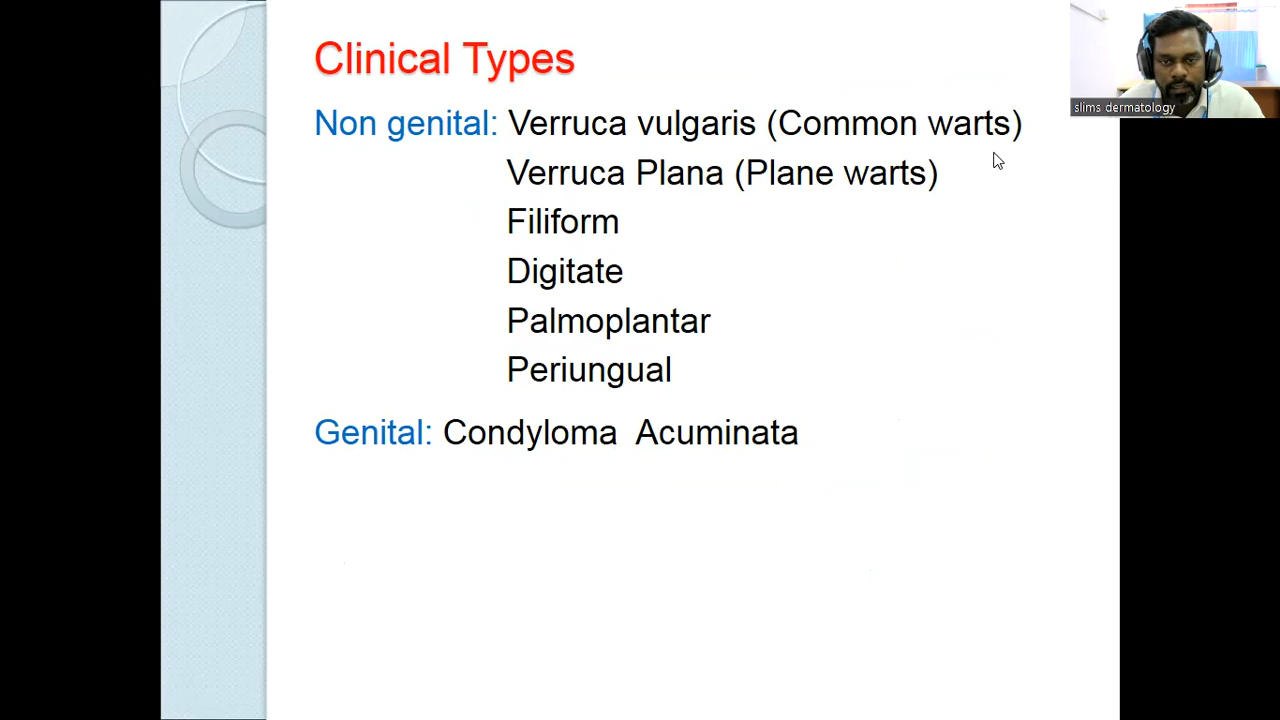 Clinical Types
slims dermatology
Non genital: Verruca vulgaris (Common warts)
Verruca Plana (Plane warts)
Filiform
Digitate
Palmoplantar
Periungual
Genital: Condyloma Acuminata